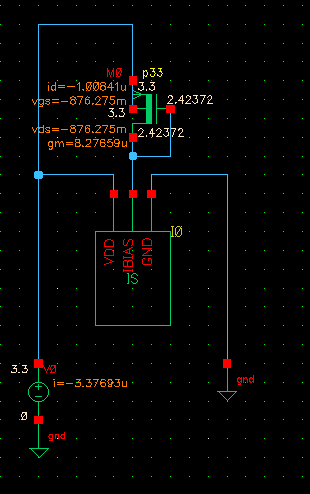 M0 p33
id=-1.00841u 3.3
vgs=-876.275m 2.42372
3.3
vds=-876.275m 2.42372
gm=8.27659u
I0
VDD IBIAS GND
IS
3.3 V0
i=-3.37693u gnd
0
gnd